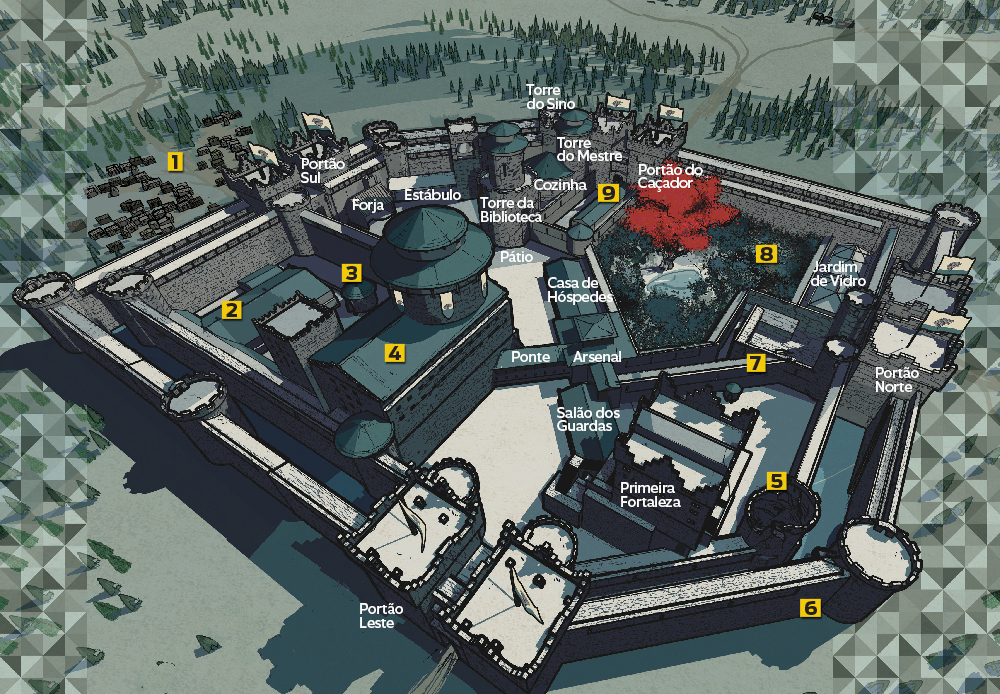 Torre
do Sino
Torre
do Mestre
1
Portão
Sul
Portão do
Caçador
Cozinha
9
Estábulo
Forja
Torre da
Biblioteca
8
Pátio
3
Jardim
de Vidro
Casa de
Hóspedes
2
4
Ponte
Arsenal
7
Portão
Norte
Salão dos
Guardas
5
Primeira
Fortaleza
6
Portão
Leste